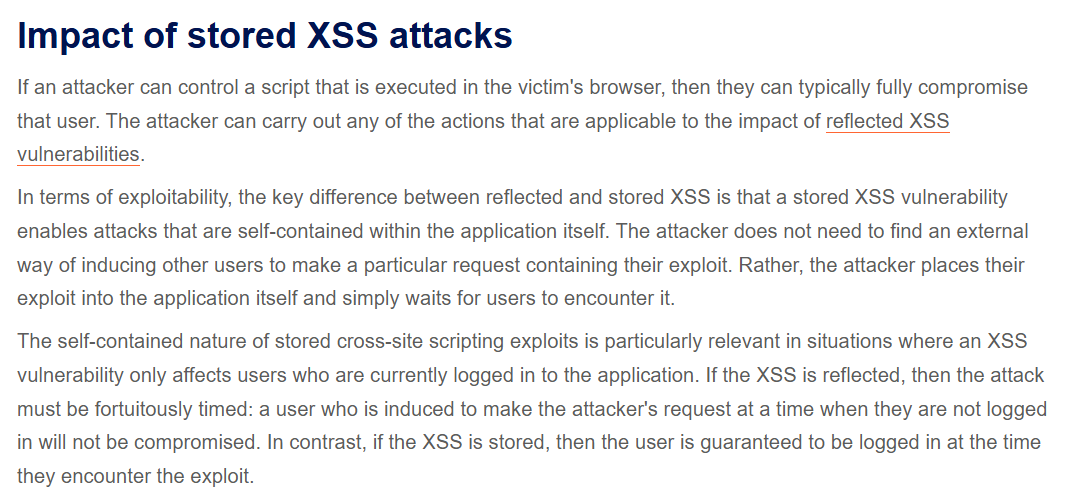 Impact of stored XSS attacks
If an attacker can control a script that is executed in the victim's browser, then they can typically fully compromise
that user. The attacker can carry out any of the actions that are applicable to the impact of reflected XSS
vulnerabilities.
In terms of exploitability, the key difference between reflected and stored XSS is that a stored XSS vulnerability
enables attacks that are self-contained within the application itself. The attacker does not need to find an external
way of inducing other users to make a particular request containing their exploit. Rather, the attacker places their
exploit into the application itself and simply waits for users to encounter it.
The self-contained nature of stored cross-site scripting exploits is particularly relevant in situations where an XSS
vulnerability only affects users who are currently logged in to the application. If the XSS is reflected, then the attack
must be fortuitously timed: a user who is induced to make the attacker's request at a time when they are not logged
in will not be compromised. In contrast, if the XSS is stored, then the user is guaranteed to be logged in at the time
they encounter the exploit.